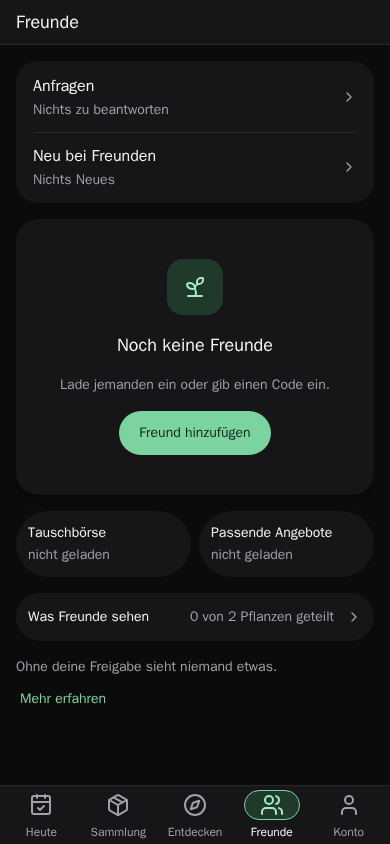 Freunde
Anfragen
Nichts zu beantworten
Neu bei Freunden
Nichts Neues
Noch keine Freunde
Lade jemanden ein oder gib einen Code ein.
Freund hinzufügen
Tauschbörse
nicht geladen
Passende Angebote
nicht geladen
Was Freunde sehen 0 von 2 Pflanzen geteilt
Ohne deine Freigabe sieht niemand etwas.
Mehr erfahren
Heute Sammlung Entdecken Freunde Konto